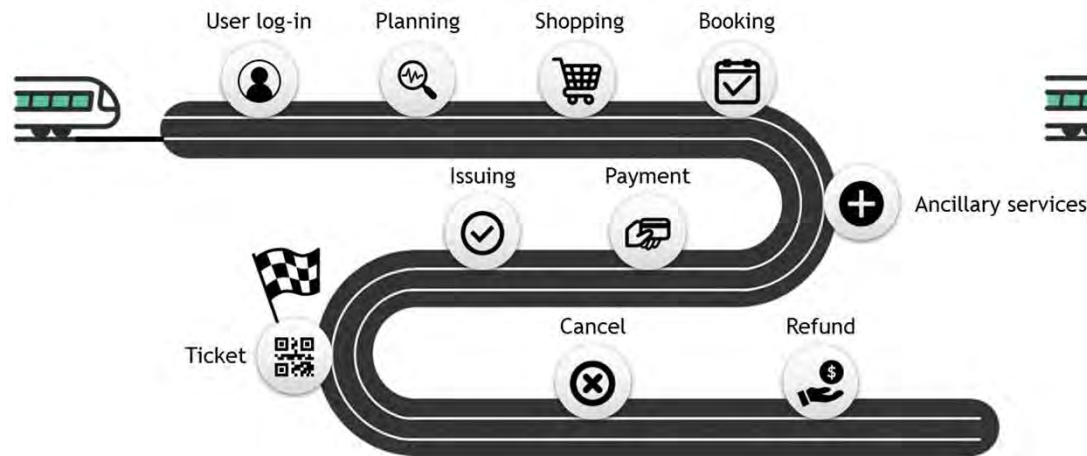 User log-in
Planning
Shopping
Booking
Ancillary services
Payment
Issuing
Ticket
Cancel
Refund